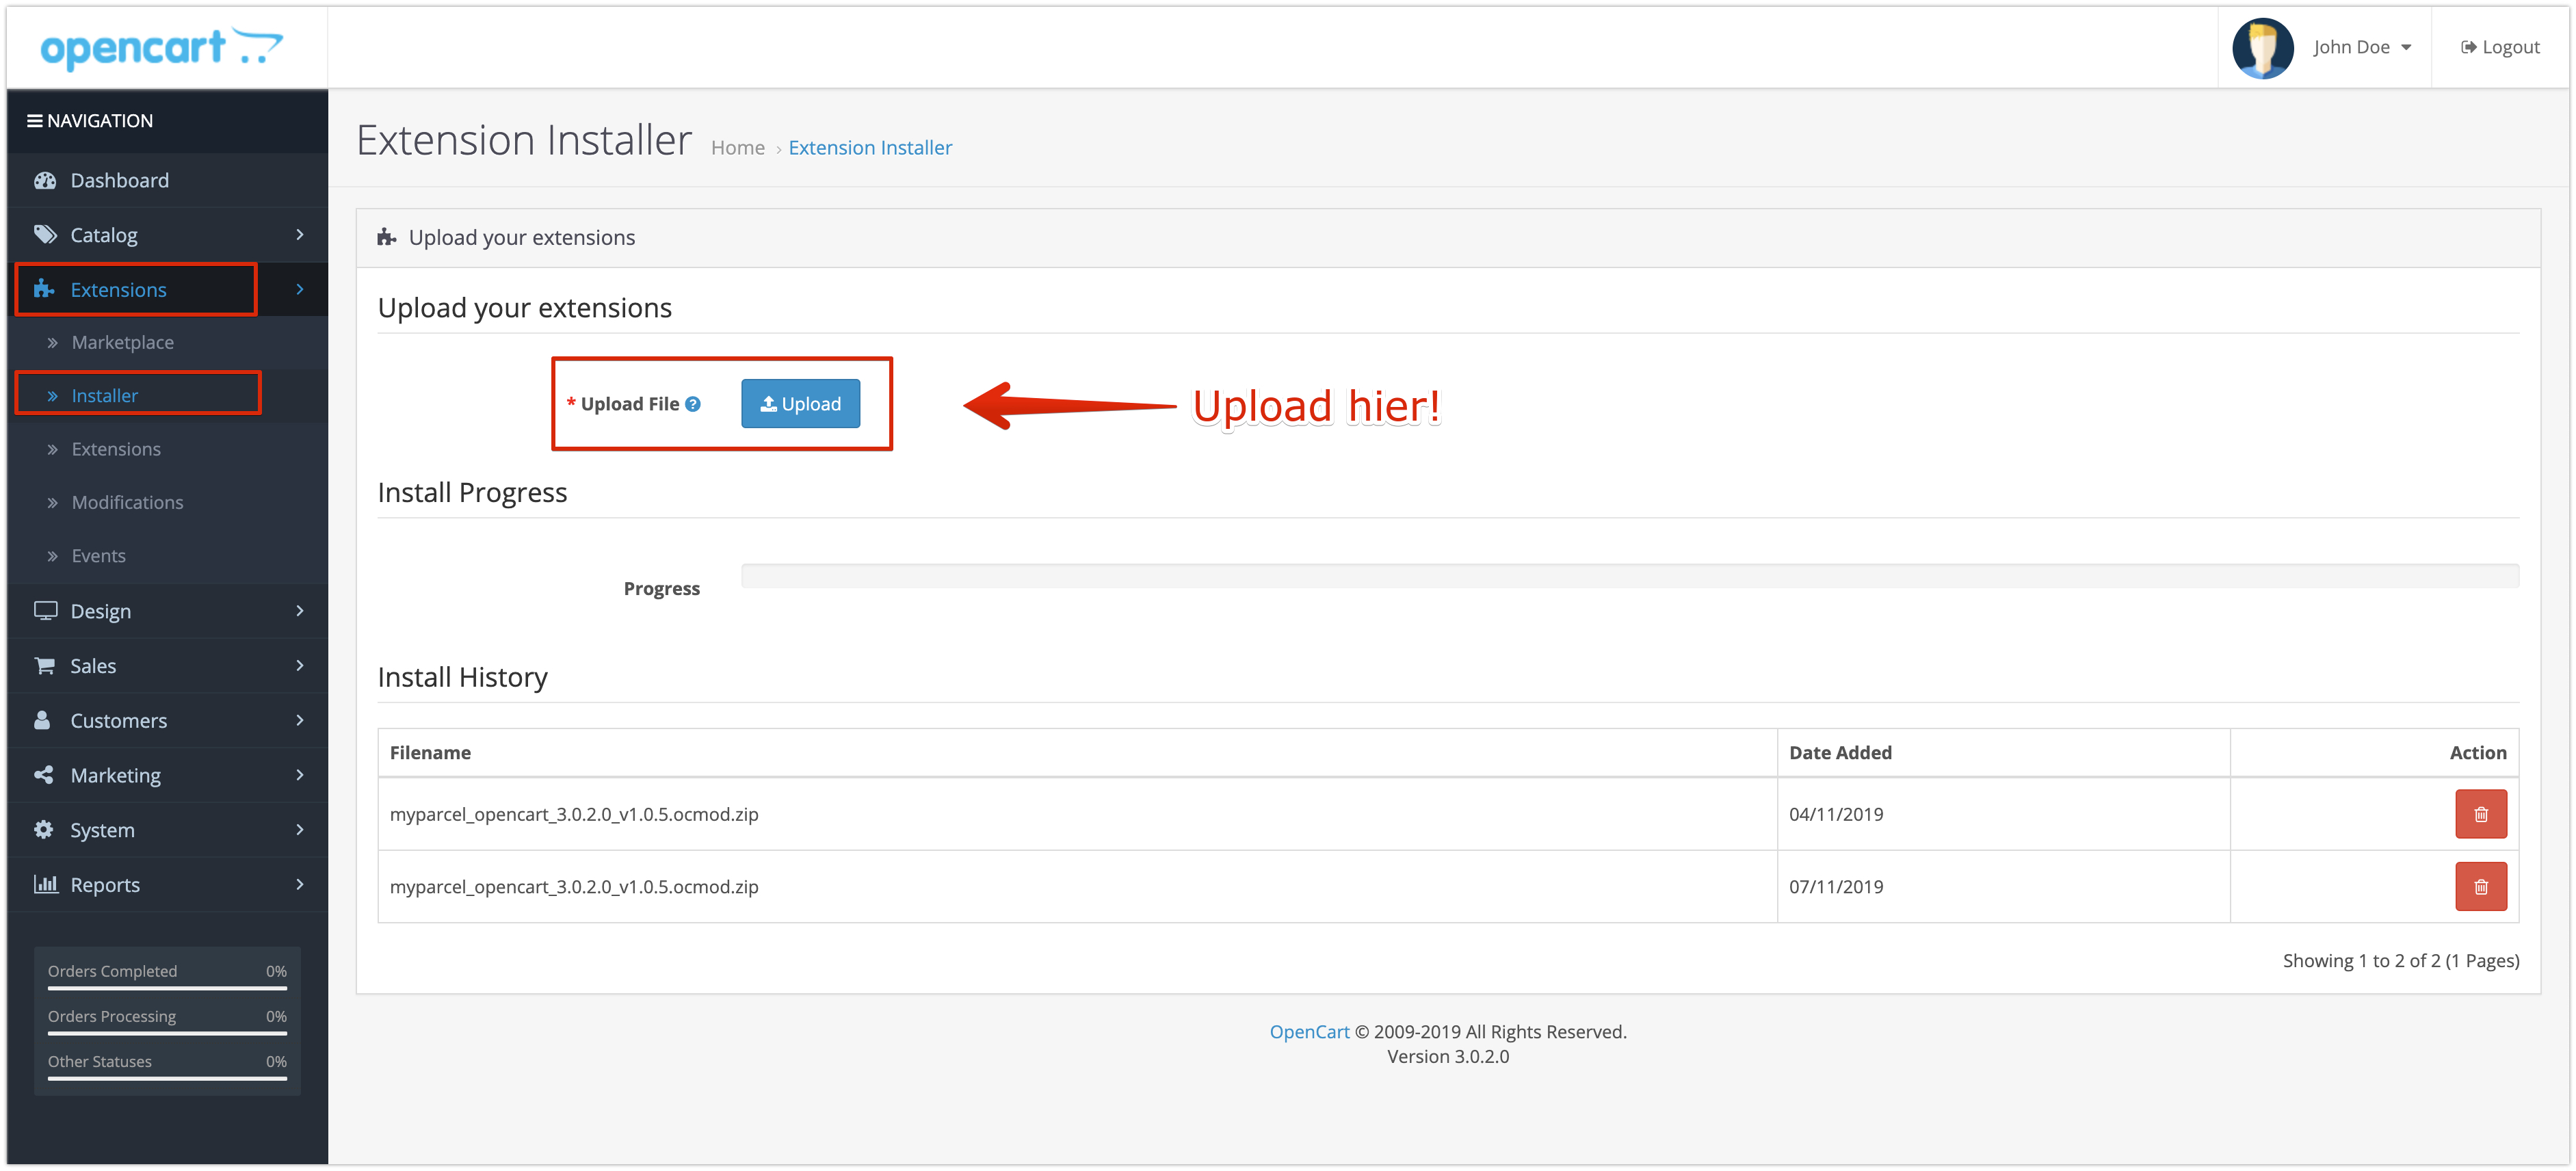 opencart
John Doe
Logout
NAVIGATION
Dashboard
Catalog
Extensions
Marketplace
Installer
Extensions
Modifications
Events
Design
Sales
Customers
Marketing
System
Reports
Orders Completed 0%
Orders Processing 0%
Other Statuses 0%
Extension Installer Home › Extension Installer
Upload your extensions
Upload your extensions
* Upload File ? Upload
Upload hier!
Install Progress
Progress
Install History
Filename Date Added Action
myparcel_opencart_3.0.2.0_v1.0.5.ocmod.zip 04/11/2019
myparcel_opencart_3.0.2.0_v1.0.5.ocmod.zip 07/11/2019
Showing 1 to 2 of 2 (1 Pages)
OpenCart © 2009-2019 All Rights Reserved.
Version 3.0.2.0